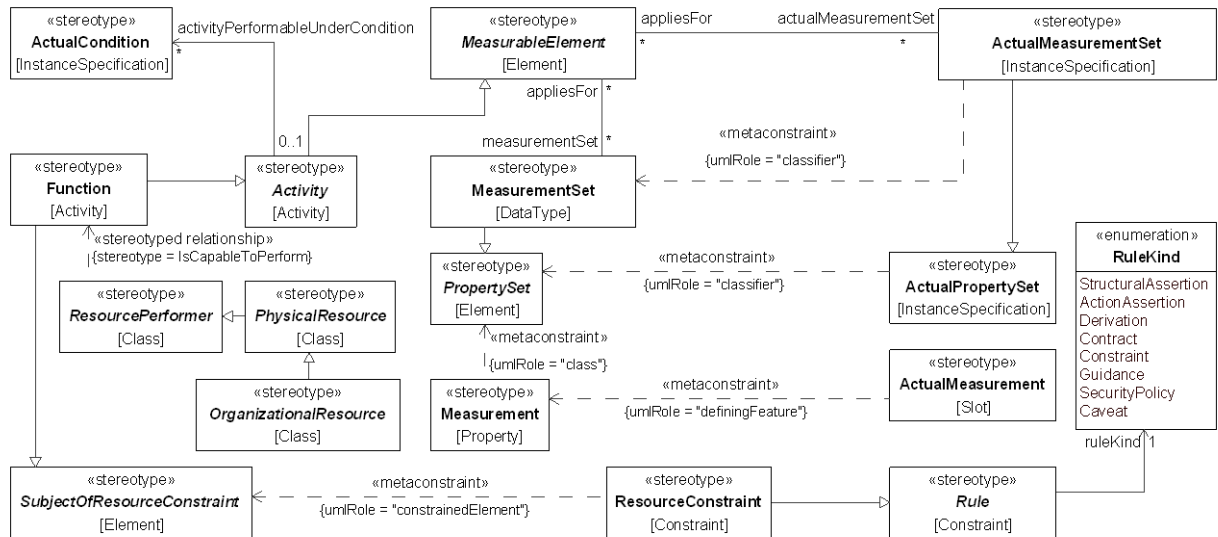 «stereotype»
ActualCondition
[InstanceSpecification]
activityPerformableUnderCondition
*
0..1
«stereotype»
MeasurableElement
[Element]
appliesFor
*
actualMeasurementSet
*
«stereotype»
ActualMeasurementSet
[InstanceSpecification]
appliesFor
*
measurementSet
*
«metaconstraint»
{umlRole = "classifier"}
«stereotype»
Function
[Activity]
«stereotype»
Activity
[Activity]
«stereotype»
MeasurementSet
[DataType]
«stereotyped relationship»
{stereotype = IsCapableToPerform}
«stereotype»
PropertySet
[Element]
«metaconstraint»
{umlRole = "classifier"}
«stereotype»
ActualPropertySet
[InstanceSpecification]
«enumeration»
RuleKind
StructuralAssertion
ActionAssertion
Derivation
Contract
Constraint
Guidance
SecurityPolicy
Caveat
«stereotype»
ResourcePerformer
[Class]
«stereotype»
PhysicalResource
[Class]
«metaconstraint»
{umlRole = "class"}
«stereotype»
OrganizationalResource
[Class]
«stereotype»
Measurement
[Property]
«metaconstraint»
{umlRole = "definingFeature"}
«stereotype»
ActualMeasurement
[Slot]
ruleKind
1
«stereotype»
SubjectOfResourceConstraint
[Element]
«metaconstraint»
{umlRole = "constrainedElement"}
«stereotype»
ResourceConstraint
[Constraint]
«stereotype»
Rule
[Constraint]